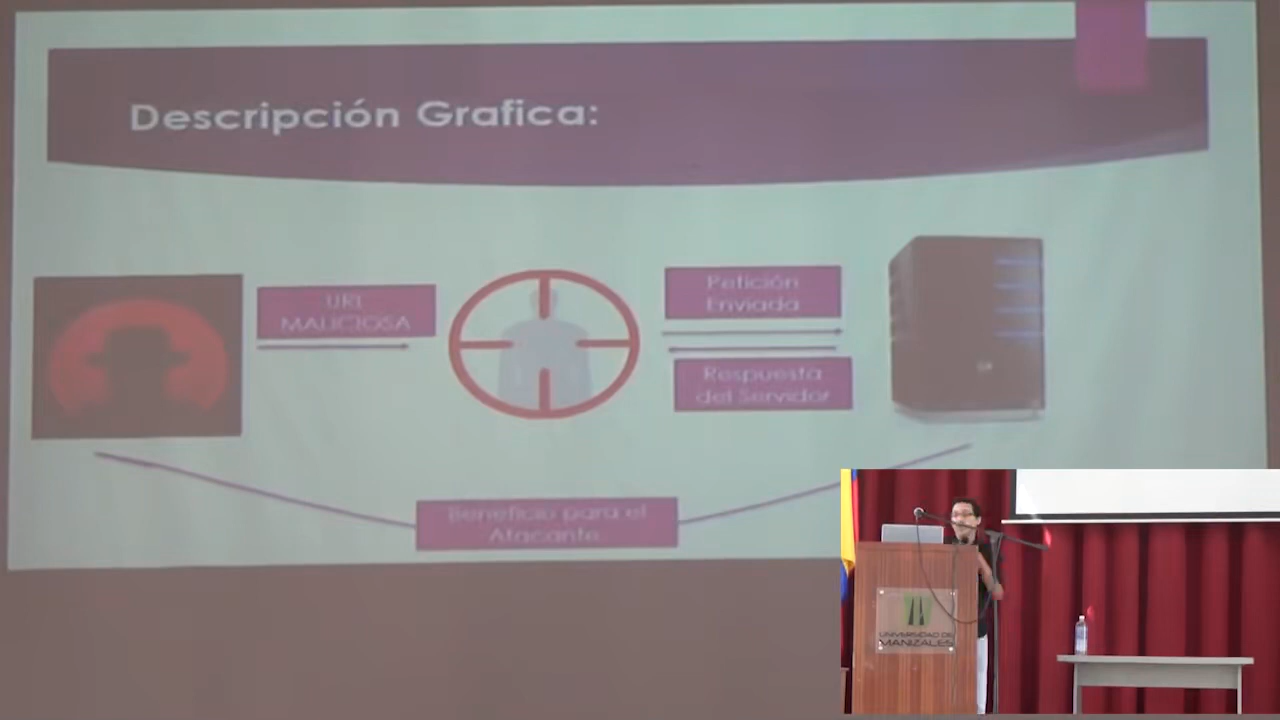 Descripción Grafica:
URL
MALICIOSA
Petición
Enviada
Respuesta
del Servidor
Beneficio para el
Atacante
UNIVERSIDAD DE
MANIZALES